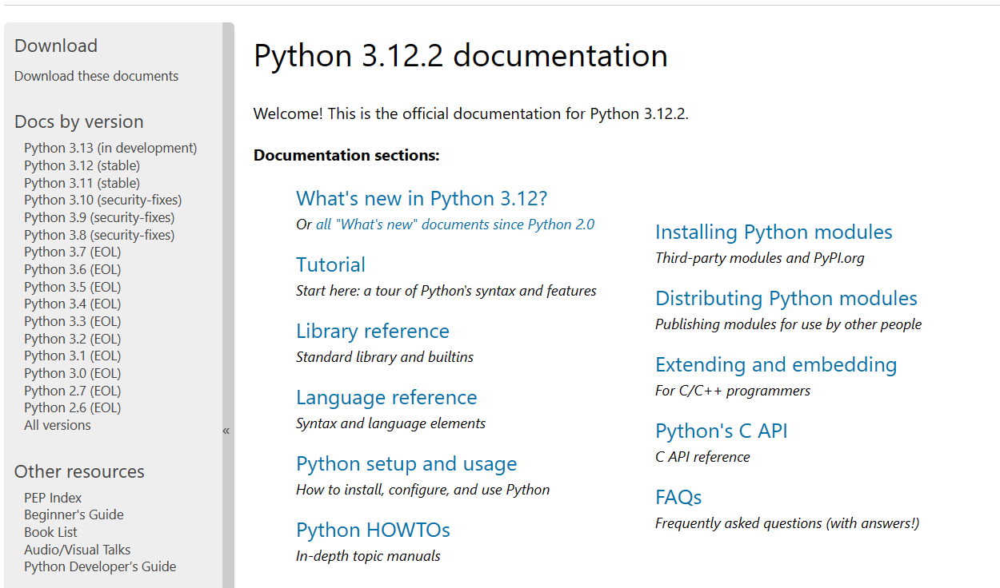 Download
Download these documents
Docs by version
Python 3.13 (in development)
Python 3.12 (stable)
Python 3.11 (stable)
Python 3.10 (security-fixes)
Python 3.9 (security-fixes)
Python 3.8 (security-fixes)
Python 3.7 (EOL)
Python 3.6 (EOL)
Python 3.5 (EOL)
Python 3.4 (EOL)
Python 3.3 (EOL)
Python 3.2 (EOL)
Python 3.1 (EOL)
Python 3.0 (EOL)
Python 2.7 (EOL)
Python 2.6 (EOL)
All versions
Other resources
PEP Index
Beginner's Guide
Book List
Audio/Visual Talks
Python Developer’s Guide
«
Python 3.12.2 documentation
Welcome! This is the official documentation for Python 3.12.2.
Documentation sections:
What's new in Python 3.12?
Or all "What's new" documents since Python 2.0
Tutorial
Start here: a tour of Python's syntax and features
Library reference
Standard library and builtins
Language reference
Syntax and language elements
Python setup and usage
How to install, configure, and use Python
Python HOWTOs
In-depth topic manuals
Installing Python modules
Third-party modules and PyPI.org
Distributing Python modules
Publishing modules for use by other people
Extending and embedding
For C/C++ programmers
Python's C API
C API reference
FAQs
Frequently asked questions (with answers!)